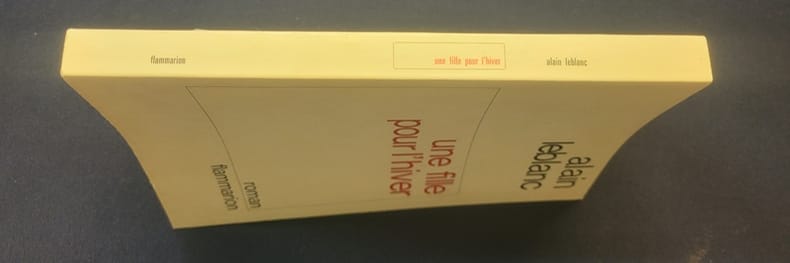 flammarion
une fille pour l'hiver
alain leblanc
alain
leblanc
une fille
pour l'hiver
roman
flammarion